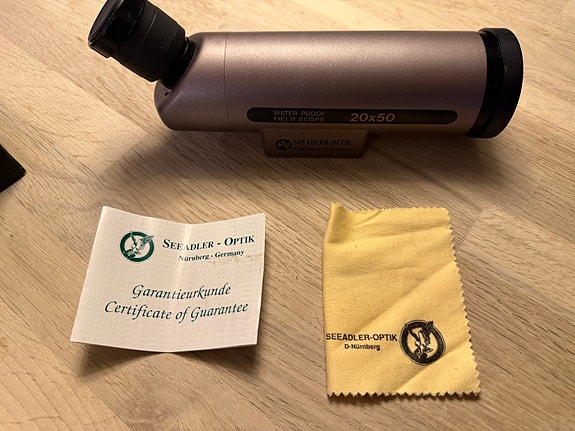 WATER PROOF
FIELD SCOPE
20x50
SEEADLER-OPTIK
SEEADLER - OPTIK
Nürnberg - Germany
Garantieurkunde
Certificate of Guarantee
SEEADLER-OPTIK
D-Nürnberg